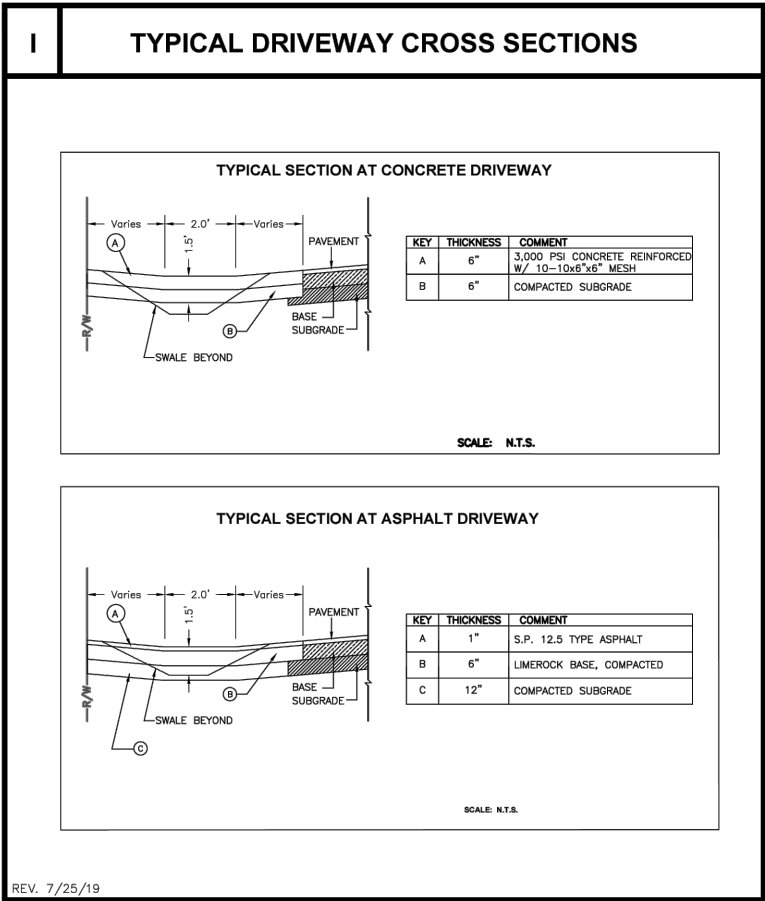 I
TYPICAL DRIVEWAY CROSS SECTIONS
TYPICAL SECTION AT CONCRETE DRIVEWAY
Varies
2.0'
Varies
A
1.5'
PAVEMENT
R/W
B
BASE
SUBGRADE
SWALE BEYOND
KEY THICKNESS COMMENT
A 6" 3,000 PSI CONCRETE REINFORCED
W/ 10-10x6"x6" MESH
B 6" COMPACTED SUBGRADE
SCALE: N.T.S.
TYPICAL SECTION AT ASPHALT DRIVEWAY
Varies
2.0'
Varies
A
1.5'
PAVEMENT
R/W
B
BASE
SUBGRADE
SWALE BEYOND
C
KEY THICKNESS COMMENT
A 1" S.P. 12.5 TYPE ASPHALT
B 6" LIMEROCK BASE, COMPACTED
C 12" COMPACTED SUBGRADE
SCALE: N.T.S.
REV. 7/25/19